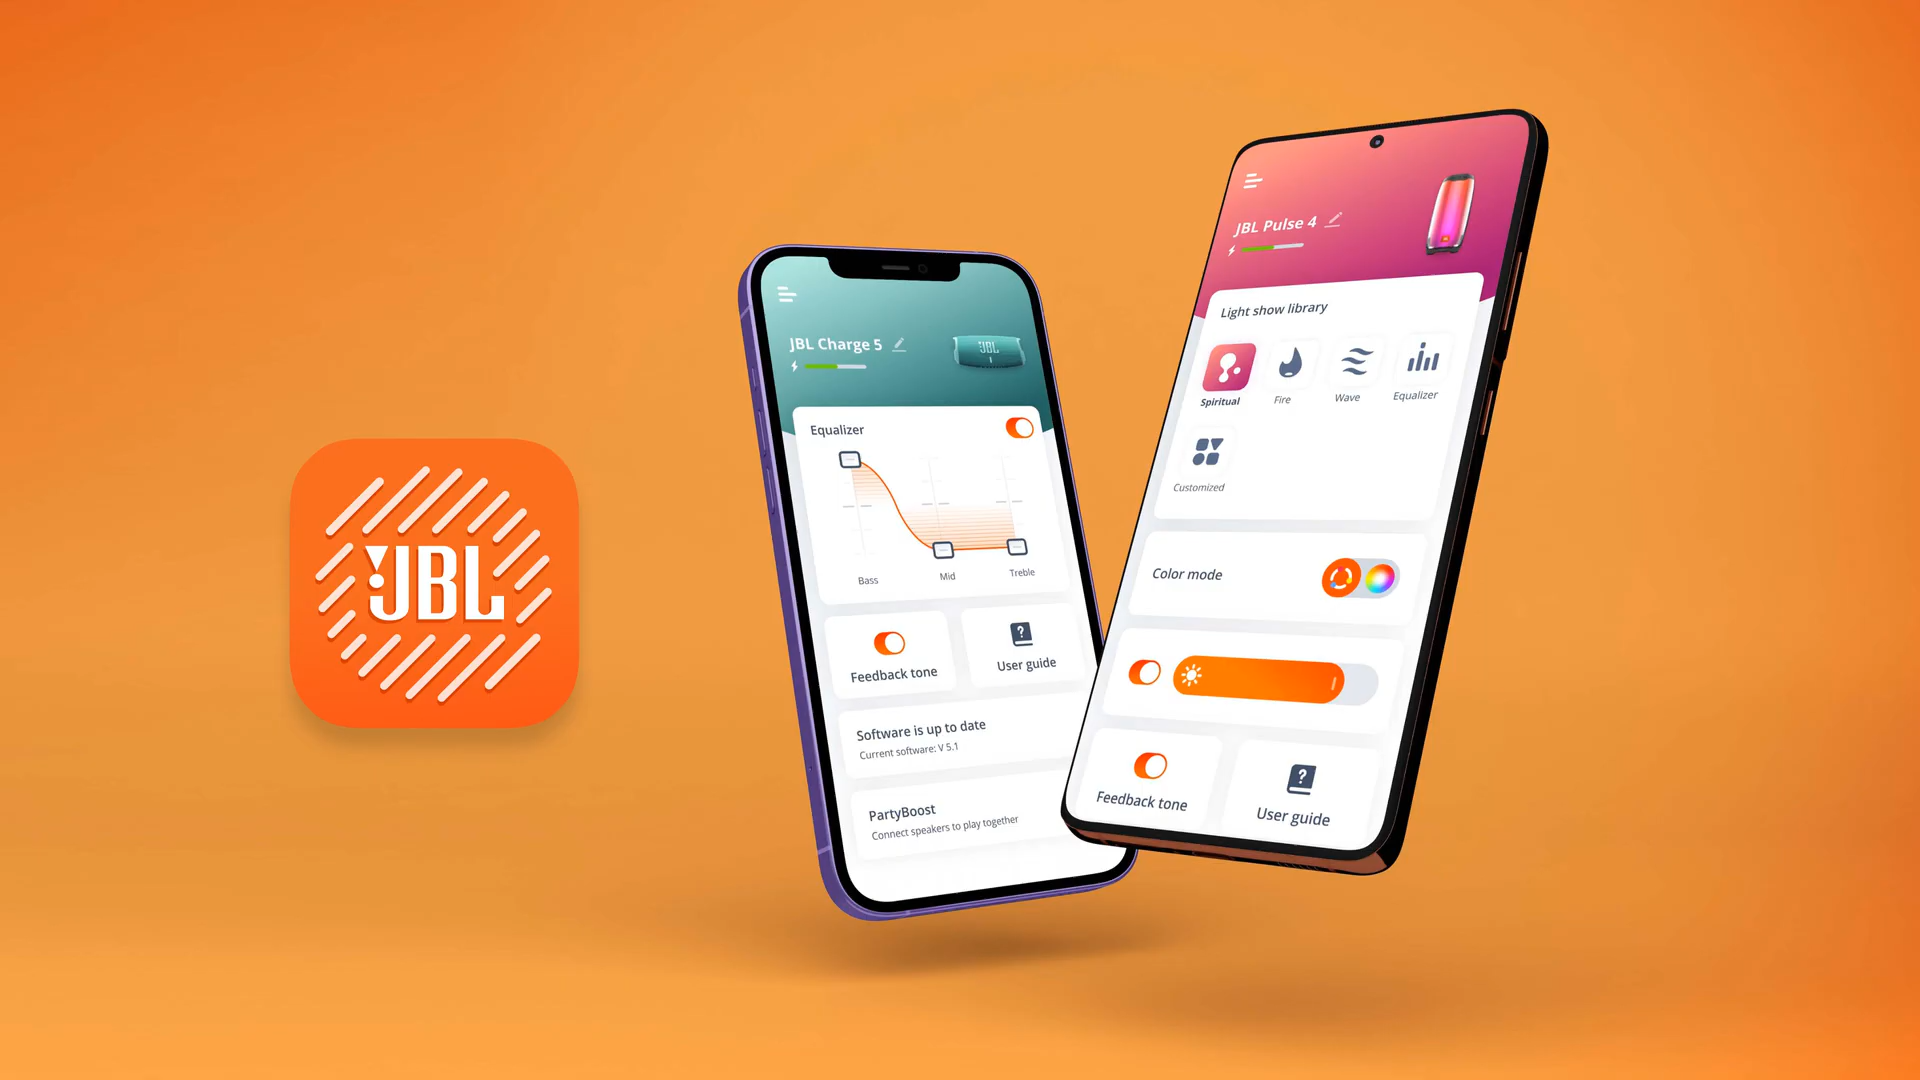 JBL
JBL Charge 5
JBL
Equalizer
Bass
Mid
Treble
Feedback tone
User guide
Software is up to date
Current software: V 5.1
PartyBoost
Connect speakers to play together
JBL Pulse 4
Light show library
Spiritual
Fire
Wave
Equalizer
Customized
Color mode
Feedback tone
User guide